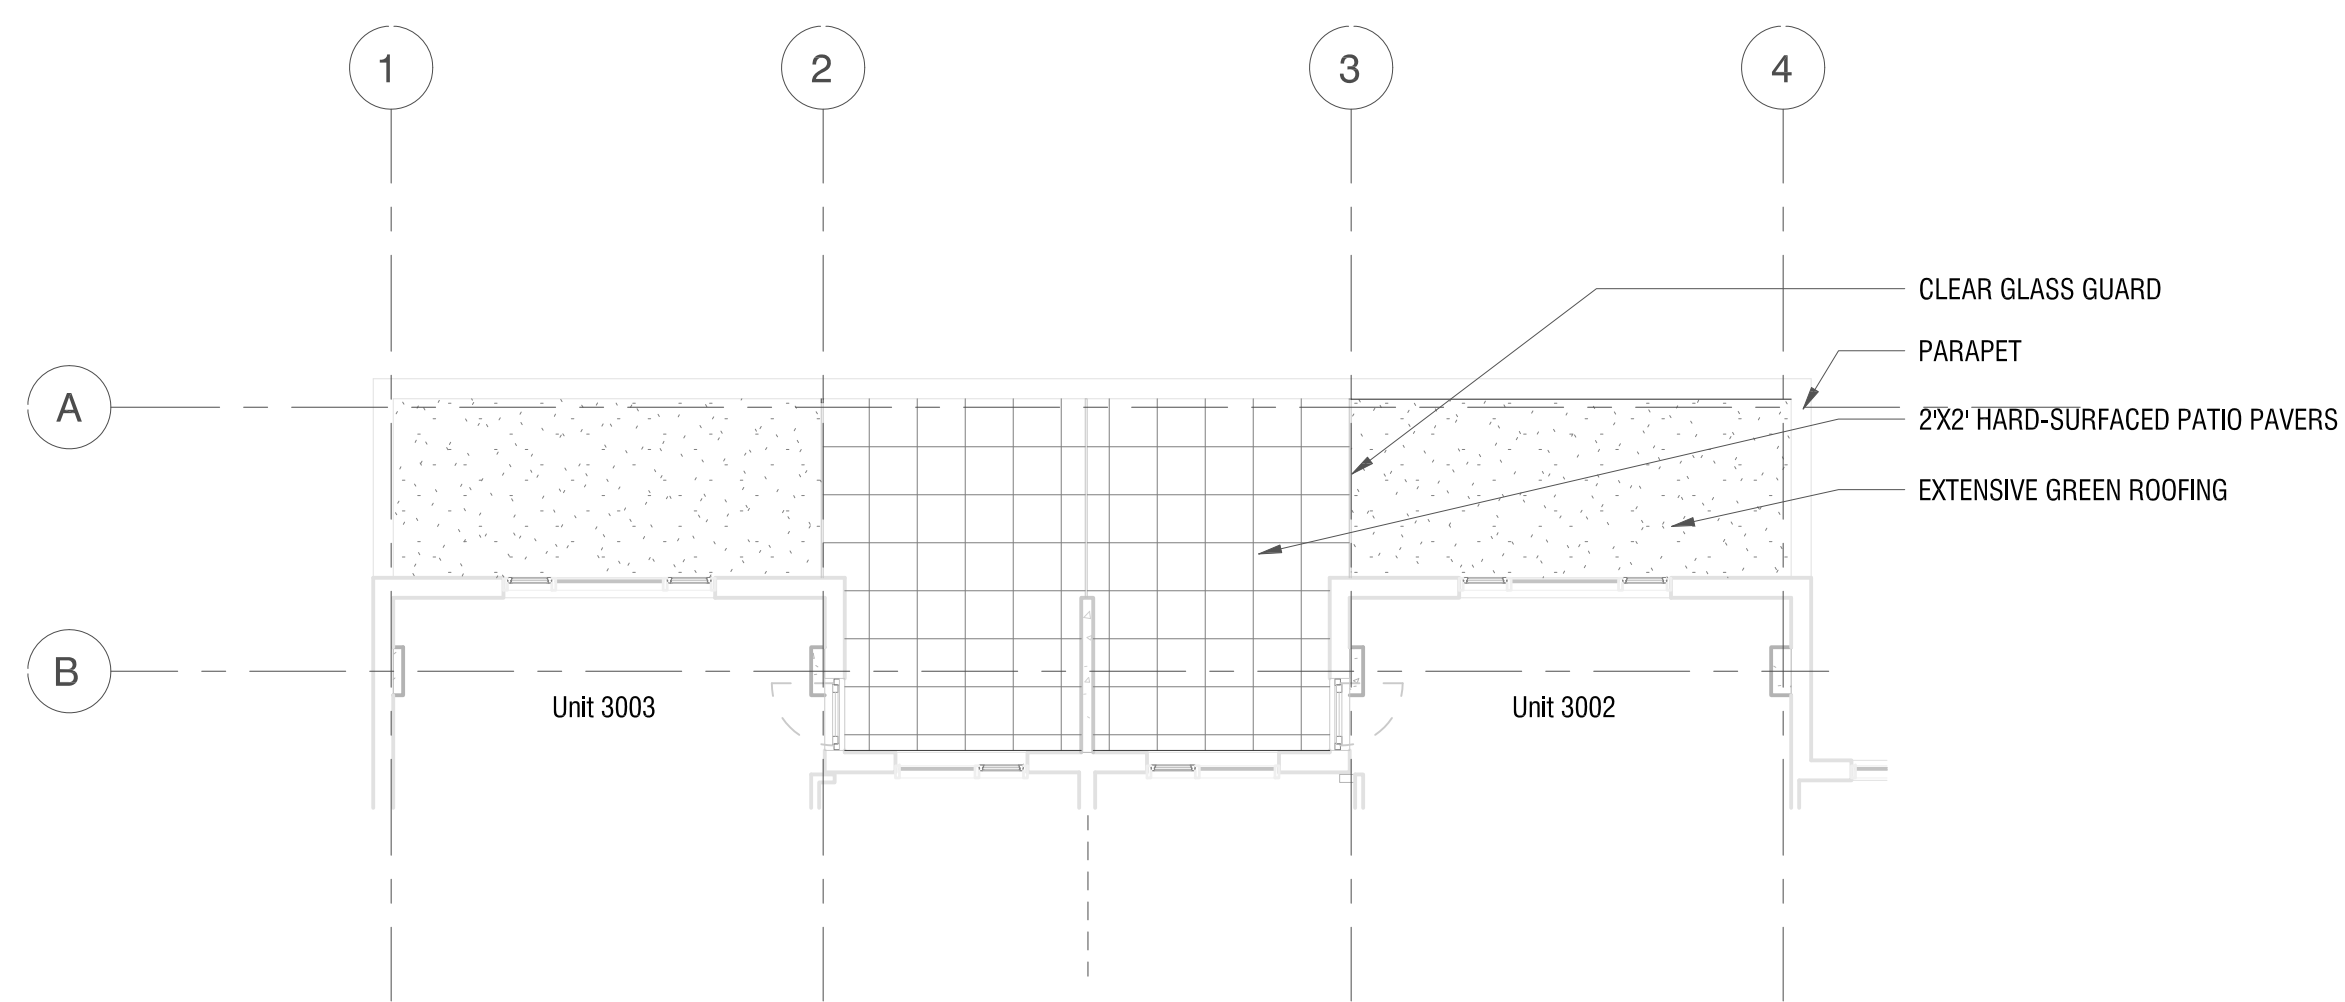 1
2
3
4
CLEAR GLASS GUARD
PARAPET
A
2'X2' HARD-SURFACED PATIO PAVERS
EXTENSIVE GREEN ROOFING
B
Unit 3003
Unit 3002